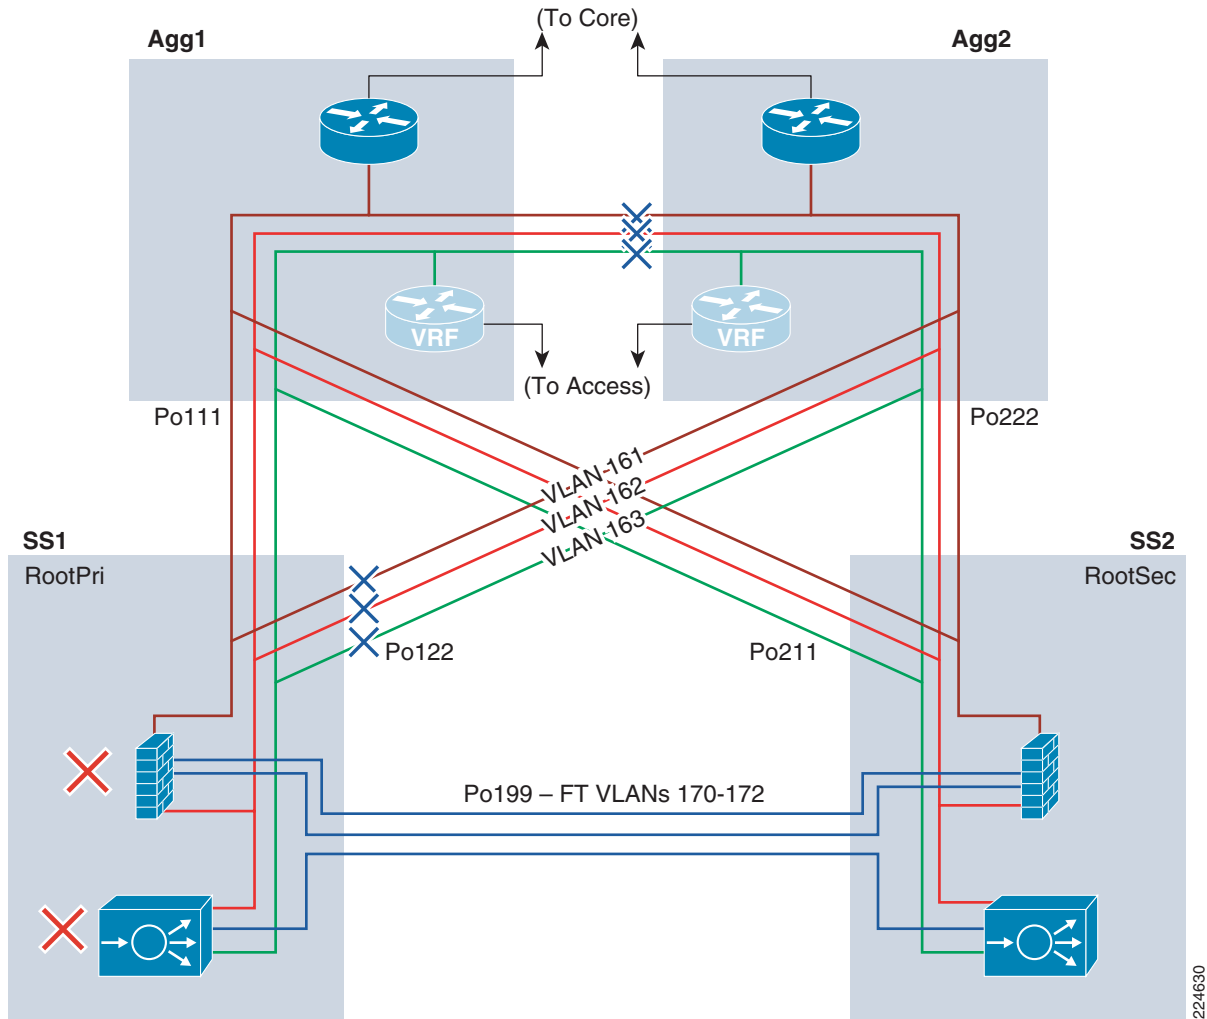 (To Core)
Agg1
Agg2
VRF
VRF
(To Access)
Po111
Po222
VLAN 161
VLAN 162
VLAN 163
SS1
SS2
RootPri
RootSec
Po122
Po211
Po199 – FT VLANs 170-172
224630